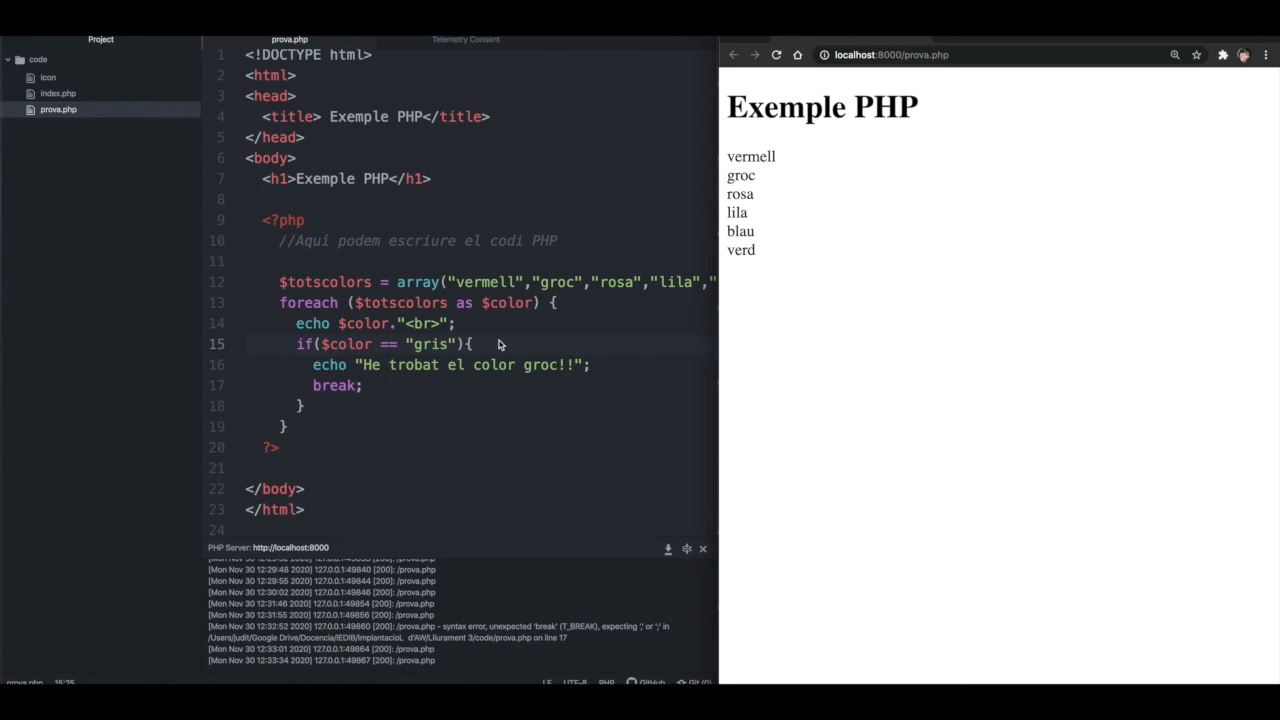 Project
code
Icon
index.php
prova.php
prova.php
Telemetry Consent
1 <!DOCTYPE html>
2 <html>
3 <head>
4 <title> Exemple PHP</title>
5 </head>
6 <body>
7 <h1>Exemple PHP</h1>
8
9 <?php
10 //Aquí podem escriure el codi PHP
11
12 $totscolors = array("vermell","groc","rosa","lila","
13 foreach ($totscolors as $color) {
14 echo $color."<br>";
15 if($color == "gris"){
16 echo "He trobat el color groc!!";
17 break;
18 }
19 }
20 ?>
21
22 </body>
23 </html>
24
PHP Server: http://localhost:8000
[Mon Nov 30 12:29:48 2020] 127.0.0.1:49840 [200]: /prova.php
[Mon Nov 30 12:29:55 2020] 127.0.0.1:49844 [200]: /prova.php
[Mon Nov 30 12:30:02 2020] 127.0.0.1:49846 [200]: /prova.php
[Mon Nov 30 12:31:46 2020] 127.0.0.1:49854 [200]: /prova.php
[Mon Nov 30 12:31:55 2020] 127.0.0.1:49856 [200]: /prova.php
[Mon Nov 30 12:32:52 2020] 127.0.0.1:49860 [200]: /prova.php - syntax error, unexpected 'break' (T_BREAK), expecting ',' or ';' in
/Users/judit/Google Drive/Docencia/IEDIB/ImplantacioL d'AW/Lliurament 3/code/prova.php on line 17
[Mon Nov 30 12:33:01 2020] 127.0.0.1:49864 [200]: /prova.php
[Mon Nov 30 12:33:34 2020] 127.0.0.1:49867 [200]: /prova.php
prova.php 15:25
LF UTF-8 PHP GitHub Git (0)
localhost:8000/prova.php
Exemple PHP
vermell
groc
rosa
lila
blau
verd